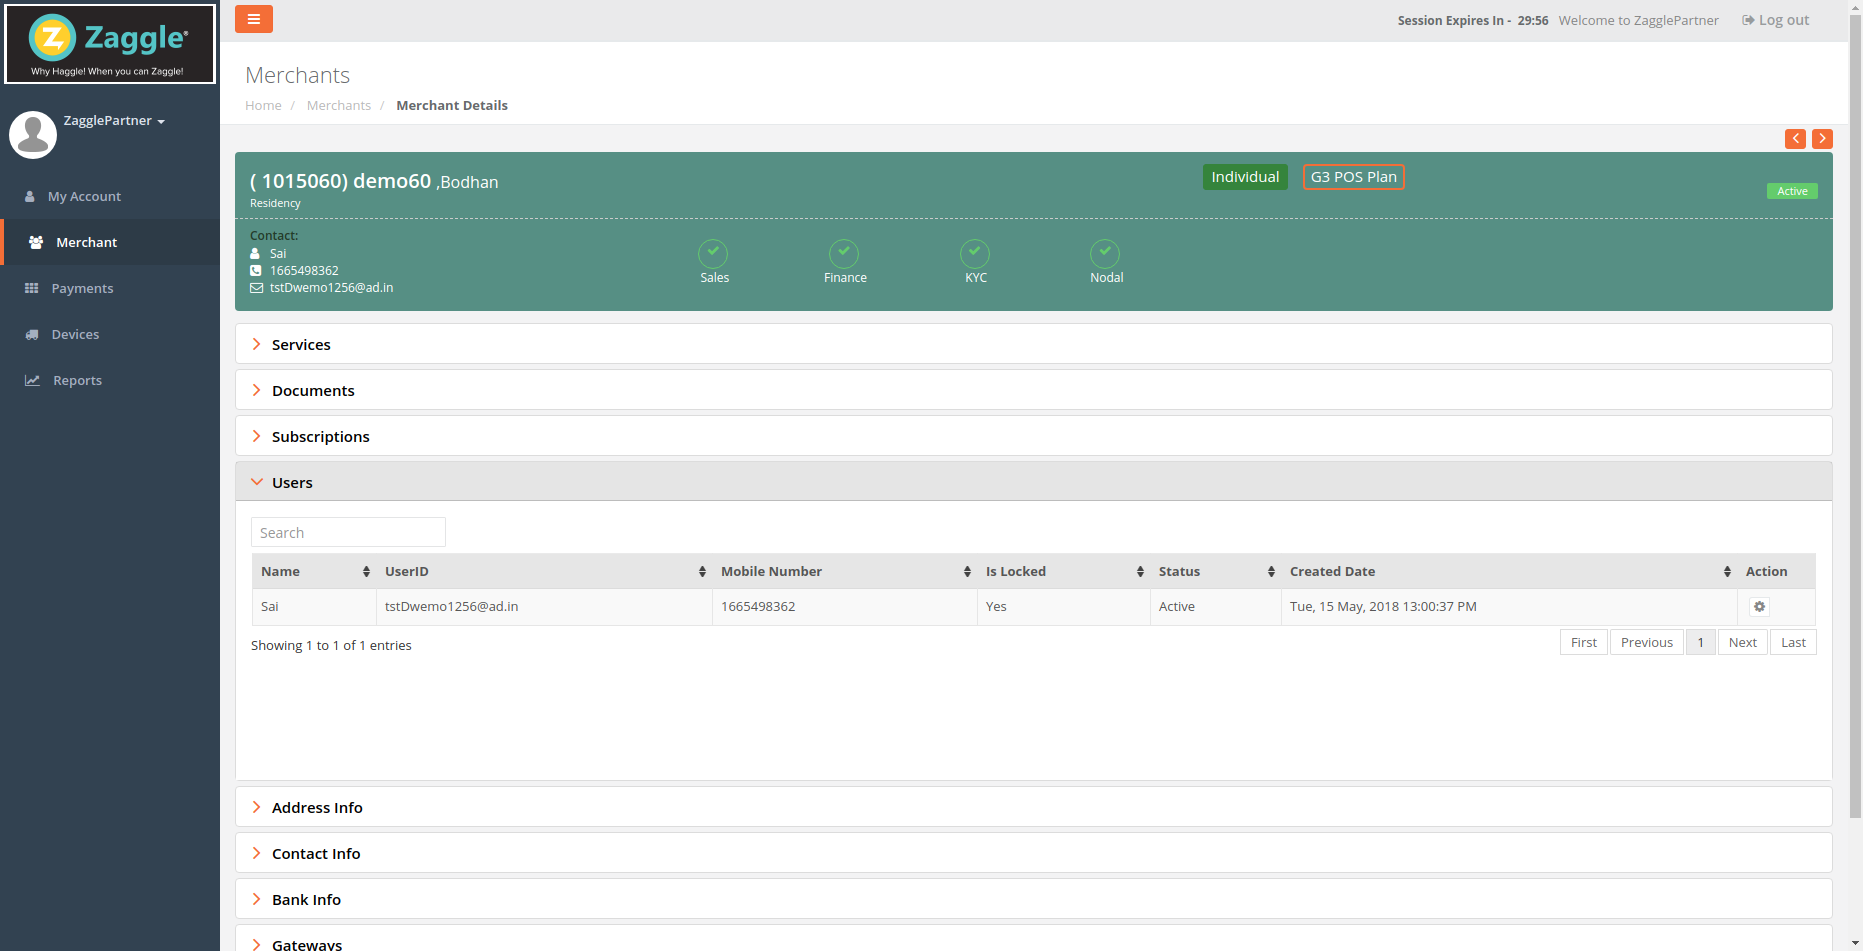 Zaggle®
Why Haggle! When you can Zaggle!
Session Expires In - 29:56 Welcome to ZagglePartner Log out
ZagglePartner
My Account
Merchant
Payments
Devices
Reports
Merchants
Home / Merchants / Merchant Details
( 1015060) demo60 ,Bodhan
Residency
Individual G3 POS Plan
Active
Contact:
Sai
1665498362
tstDwemo1256@ad.in
Sales Finance KYC Nodal
Services
Documents
Subscriptions
Users
Search
Name UserID Mobile Number Is Locked Status Created Date Action
Sai tstDwemo1256@ad.in 1665498362 Yes Active Tue, 15 May, 2018 13:00:37 PM
Showing 1 to 1 of 1 entries
First Previous 1 Next Last
Address Info
Contact Info
Bank Info
Gateways